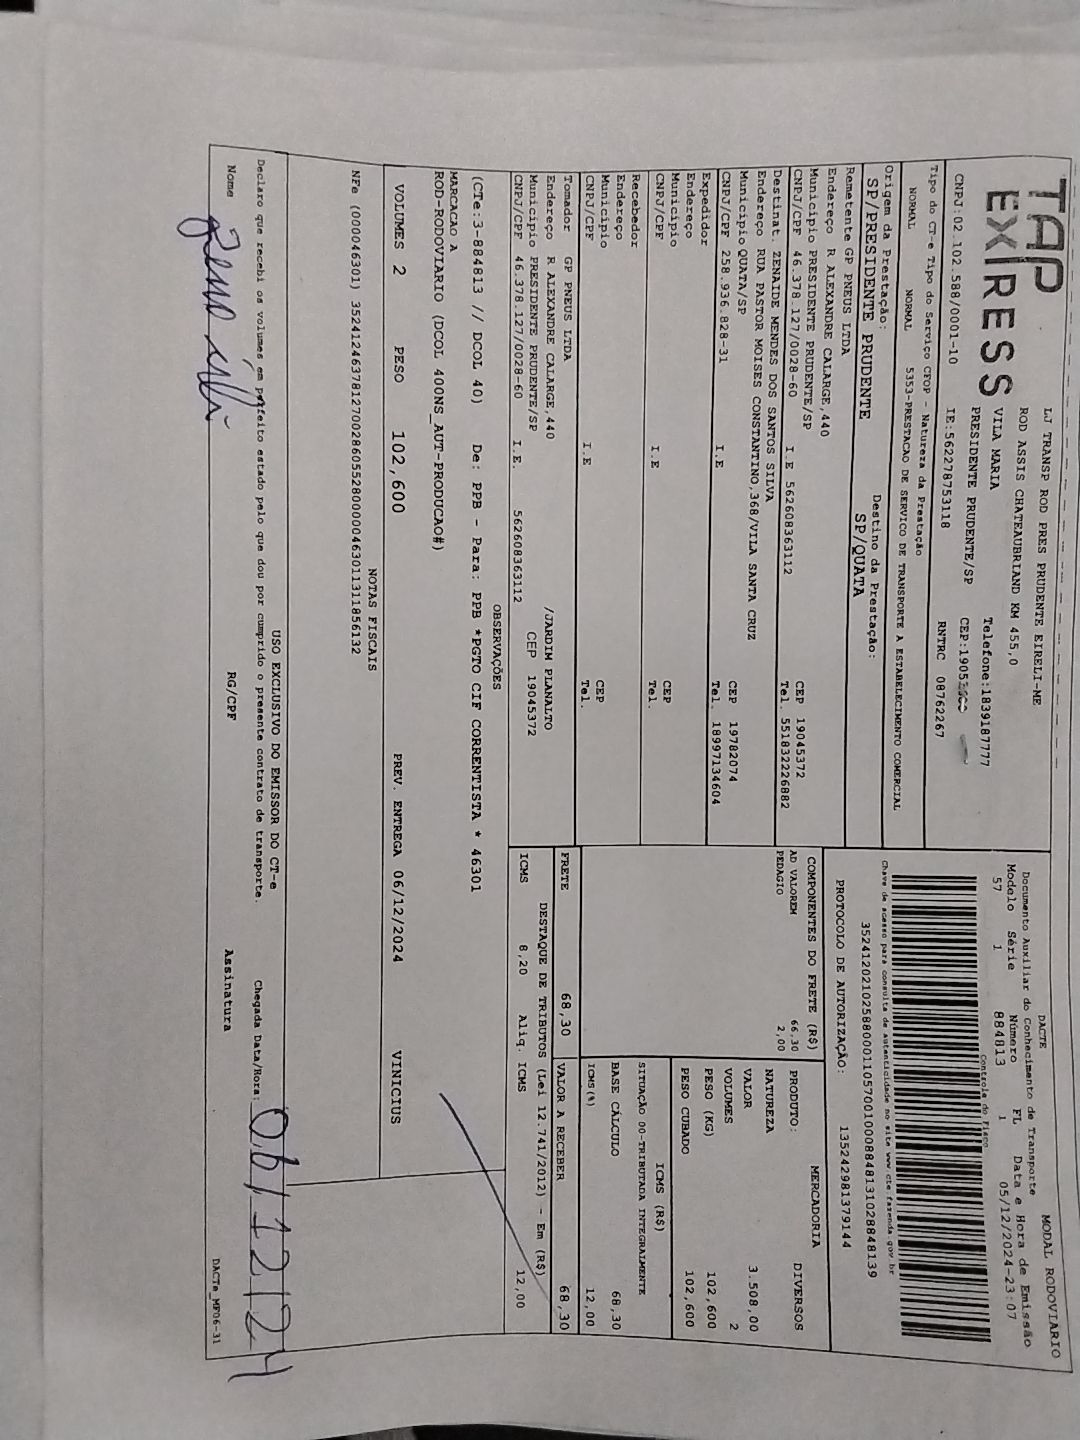 TAP
EXPRESS
LJ TRANSP ROD PRES PRUDENTE EIRELI-ME
ROD ASSIS CHATEAUBRIAND KM 455,0
VILA MARIA Telefone:1839187777
PRESIDENTE PRUDENTE/SP
CNPJ:02.102.588/0001-10 IE:562278753118 RNTRC 08762267
DACTE MODAL RODOVIARIO
Documento Auxiliar do Conhecimento de Transporte
Modelo Série Número FL Data e Hora de Emissão
57 1 884813 1 05/12/2024-23:07
Controle do Fisco
Chave de acesso para consulta de autenticidade no site www.cte.fazenda.gov.br
PROTOCOLO DE AUTORIZAÇÃO: 135242981379144
Tipo do CT-e Tipo do Serviço CFOP - Natureza da Prestação
NORMAL NORMAL 5353-PRESTACAO DE SERVICO DE TRANSPORTE A ESTABELECIMENTO COMERCIAL
Origem da Prestação: Destino da Prestação:
SP/PRESIDENTE PRUDENTE SP/QUATA
Remetente GP PNEUS LTDA
Endereço R ALEXANDRE CALARGE,440
Município PRESIDENTE PRUDENTE/SP CEP 19045372
CNPJ/CPF 46.378.127/0028-60 I.E 562608363112 Tel. 551832226882
Destinat. ZENAIDE MENDES DOS SANTOS SILVA
Endereço RUA PASTOR MOISES CONSTANTINO,368/VILA SANTA CRUZ
Município QUATA/SP CEP 19782074
CNPJ/CPF 258.936.828-31 I.E Tel. 18997134604
Expedidor
Endereço
Município CEP
CNPJ/CPF I.E Tel.
Recebedor
Endereço
Município CEP
CNPJ/CPF I.E Tel.
Tomador GP PNEUS LTDA
Endereço R ALEXANDRE CALARGE,440 /JARDIM PLANALTO
Município PRESIDENTE PRUDENTE/SP CEP 19045372
CNPJ/CPF 46.378.127/0028-60 I.E. 562608363112
COMPONENTES DO FRETE (R$)
AD VALOREM 66,30
PEDAGIO 2,00
FRETE 68,30
MERCADORIA
PRODUTO: DIVERSOS
NATUREZA
VALOR 3.508,00
VOLUMES 2
PESO (KG) 102,600
PESO CUBADO 102,600
ICMS (R$)
SITUAÇÃO 00-TRIBUTADA INTEGRALMENTE
BASE CÁLCULO 68,30
ICMS (%) 12,00
VALOR A RECEBER 68,30
DESTAQUE DE TRIBUTOS (Lei 12.741/2012) - Em (R$)
ICMS 8,20 Aliq. ICMS 12,00
OBSERVAÇÕES
(CTe:3-884813 // DCOL 40) De: PPB - Para: PPB *PGTO CIF CORRENTISTA * 46301
MARCACAO A
ROD-RODOVIARIO (DCOL 400NS_AUT-PRODUCAO#)
VOLUMES 2 PESO 102,600 PREV. ENTREGA 06/12/2024 VINICIUS
NOTAS FISCAIS
NFe (000046301) 35241246378127002860552800000463011311856132
USO EXCLUSIVO DO EMISSOR DO CT-e
Declaro que recebi os volumes em perfeito estado pelo que dou por cumprido o presente contrato de transporte. Chegada Data/Hora: 06/12/24
Nome RG/CPF Assinatura
DACTe_MP06-31